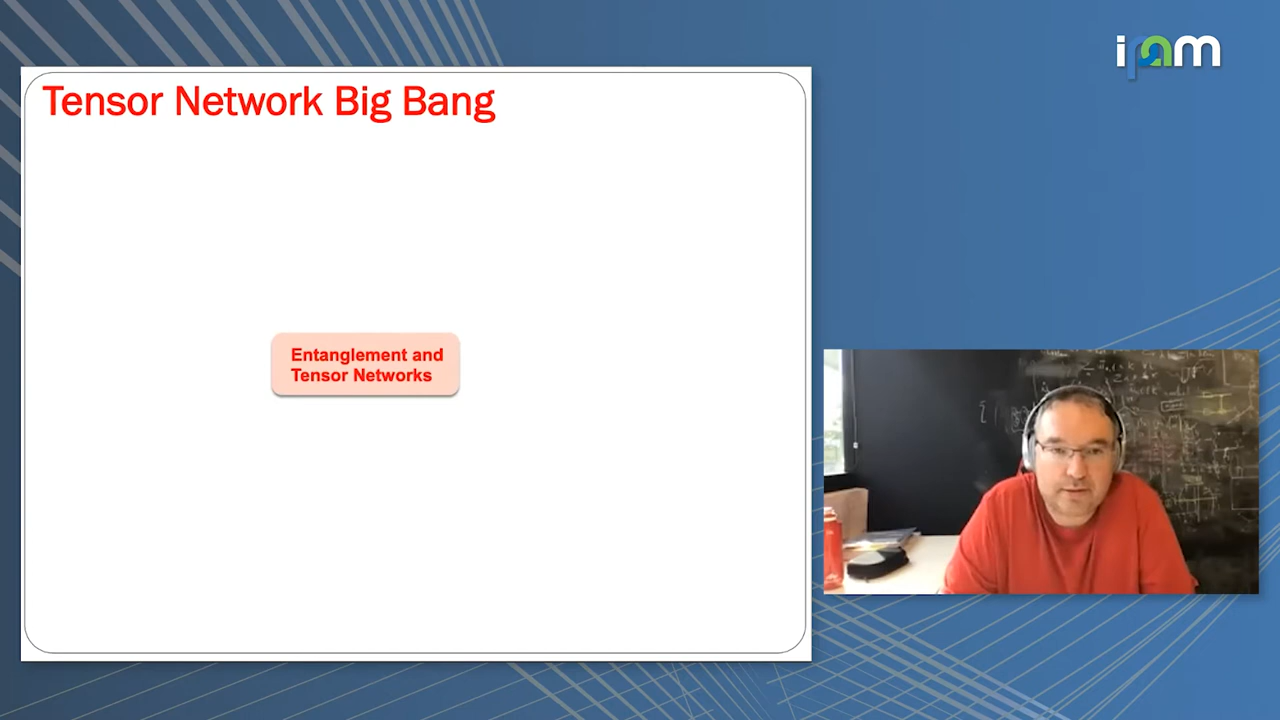 ipam
Tensor Network Big Bang
Entanglement and
Tensor Networks